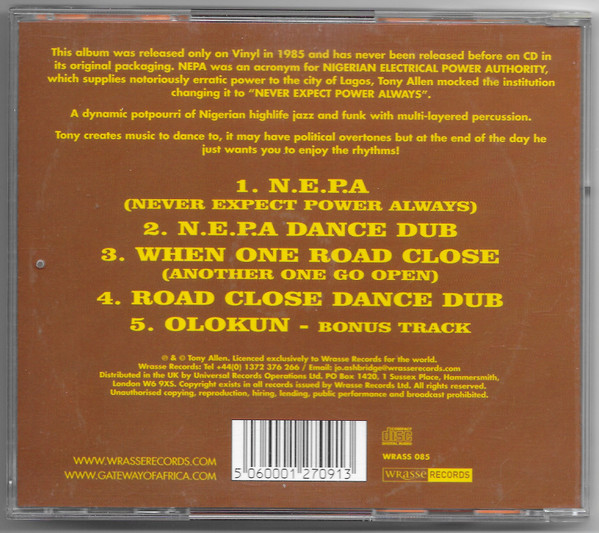 This album was released only on Vinyl in 1985 and has never been released before on CD in
its original packaging. NEPA was an acronym for NIGERIAN ELECTRICAL POWER AUTHORITY,
which supplies notoriously erratic power to the city of Lagos, Tony Allen mocked the institution
changing it to “NEVER EXPECT POWER ALWAYS”.
A dynamic potpourri of Nigerian highlife jazz and funk with multi-layered percussion.
Tony creates music to dance to, it may have political overtones but at the end of the day he
just wants you to enjoy the rhythms!
1. N.E.P.A
(NEVER EXPECT POWER ALWAYS)
2. N.E.P.A DANCE DUB
3. WHEN ONE ROAD CLOSE
(ANOTHER ONE GO OPEN)
4. ROAD CLOSE DANCE DUB
5. OLOKUN - BONUS TRACK
℗ & © Tony Allen. Licenced exclusively to Wrasse Records for the world.
Wrasse Records: Tel +44(0) 1372 376 266 / Email: jo.ashbridge@wrasserecords.com
Distributed in the UK by Universal Records Operations Ltd. PO Box 1420, 1 Sussex Place, Hammersmith,
London W6 9XS. Copyright exists in all records issued by Wrasse Records Ltd. All rights reserved.
Unauthorised copying, reproduction, hiring, lending, public performance and broadcast prohibited.
WWW.WRASSERECORDS.COM
WWW.GATEWAYOFAFRICA.COM
5 060001 270913
COMPACT
disc
DIGITAL AUDIO
WRASS 085
wrasse RECORDS